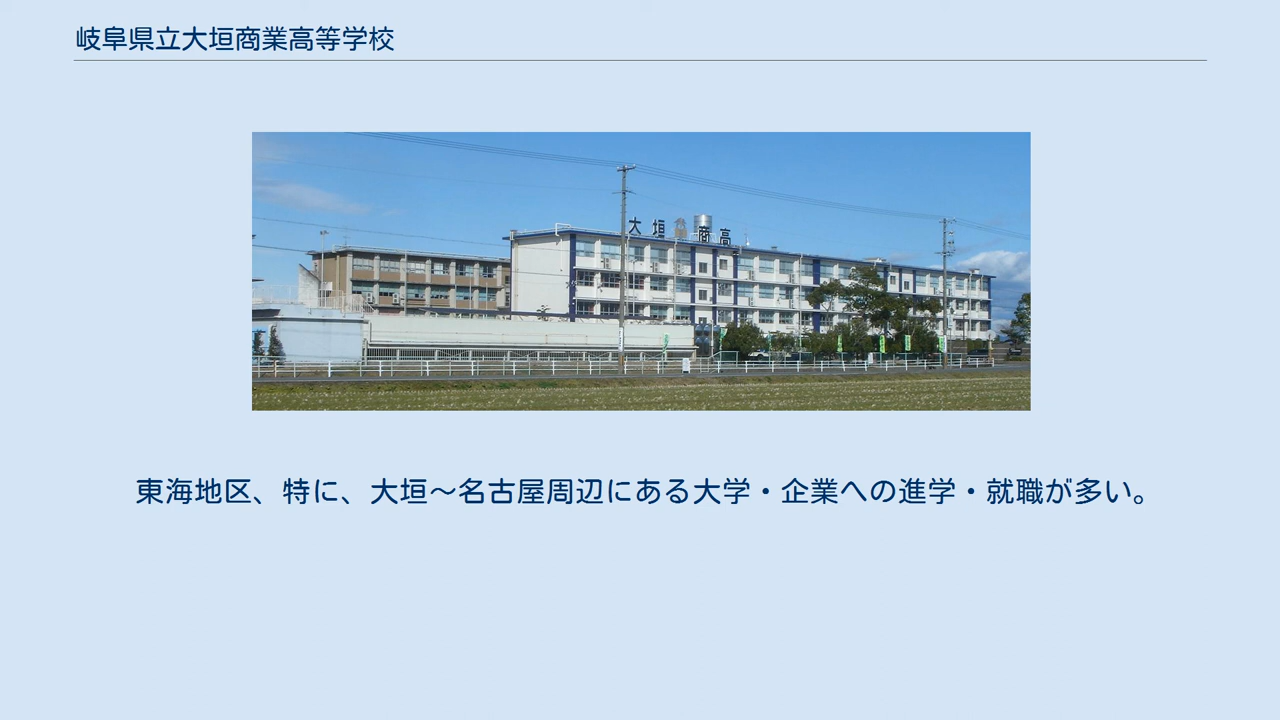 岐阜県立大垣商業高等学校
大垣商高
東海地区、特に、大垣～名古屋周辺にある大学・企業への進学・就職が多い。